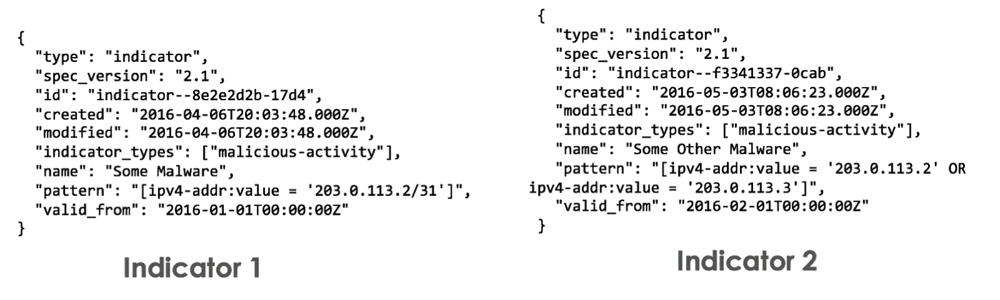 {
"type": "indicator",
"spec_version": "2.1",
"id": "indicator--8e2e2d2b-17d4",
"created": "2016-04-06T20:03:48.000Z",
"modified": "2016-04-06T20:03:48.000Z",
"indicator_types": ["malicious-activity"],
"name": "Some Malware",
"pattern": "[ipv4-addr:value = '203.0.113.2/31']",
"valid_from": "2016-01-01T00:00:00Z"
}
Indicator 1
{
"type": "indicator",
"spec_version": "2.1",
"id": "indicator--f3341337-0cab",
"created": "2016-05-03T08:06:23.000Z",
"modified": "2016-05-03T08:06:23.000Z",
"indicator_types": ["malicious-activity"],
"name": "Some Other Malware",
"pattern": "[ipv4-addr:value = '203.0.113.2' OR
ipv4-addr:value = '203.0.113.3']",
"valid_from": "2016-02-01T00:00:00Z"
}
Indicator 2